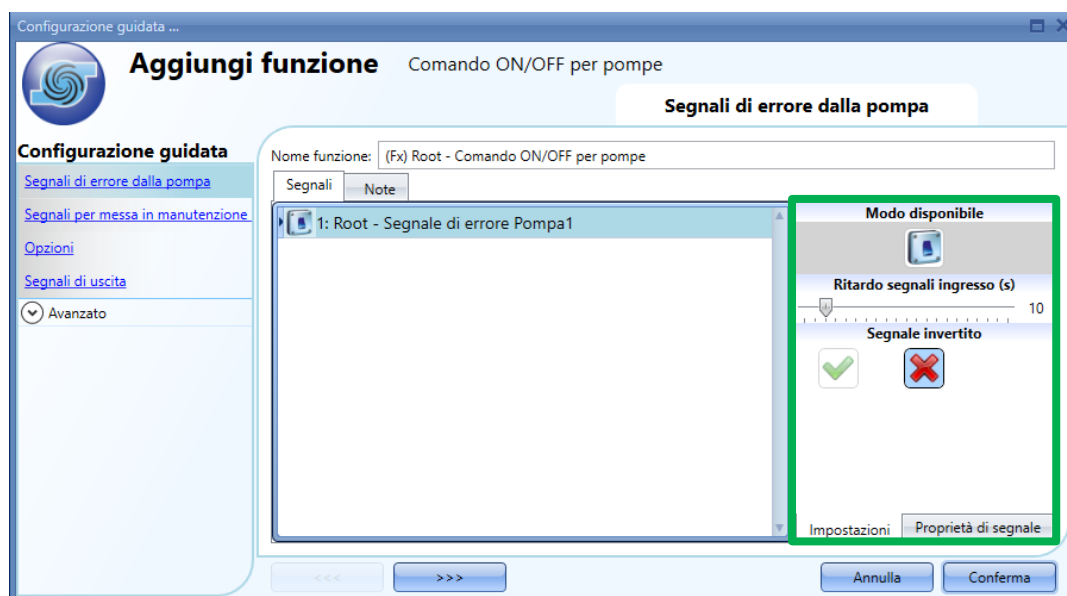 Configurazione guidata ...
Aggiungi funzione Comando ON/OFF per pompe
Segnali di errore dalla pompa
Configurazione guidata
Segnali di errore dalla pompa
Segnali per messa in manutenzione
Opzioni
Segnali di uscita
Avanzato
Nome funzione: (Fx) Root - Comando ON/OFF per pompe
Segnali Note
1: Root - Segnale di errore Pompa1
Modo disponibile
Ritardo segnali ingresso (s)
10
Segnale invertito
Impostazioni Proprietà di segnale
<<< >>> Annulla Conferma